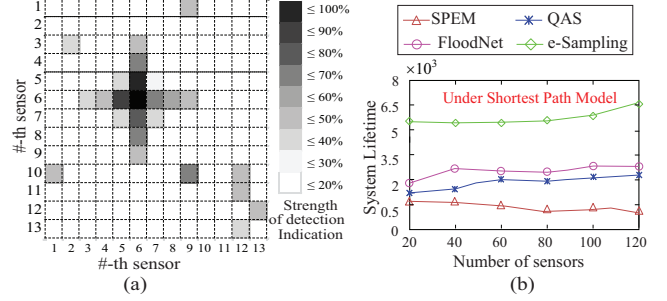 #-th sensor
1
2
3
4
5
6
7
8
9
10
11
12
13
1 2 3 4 5 6 7 8 9 10 11 12 13
#-th sensor
≤ 100%
≤ 90%
≤ 80%
≤ 70%
≤ 60%
≤ 50%
≤ 40%
≤ 30%
≤ 20%
Strength
of detection
Indication
(a)
SPEM
QAS
FloodNet
e-Sampling
×10³
Under Shortest Path Model
System Lifetime
8
6.5
5
3.5
2
0.5
0
20 40 60 80 100 120
Number of sensors
(b)